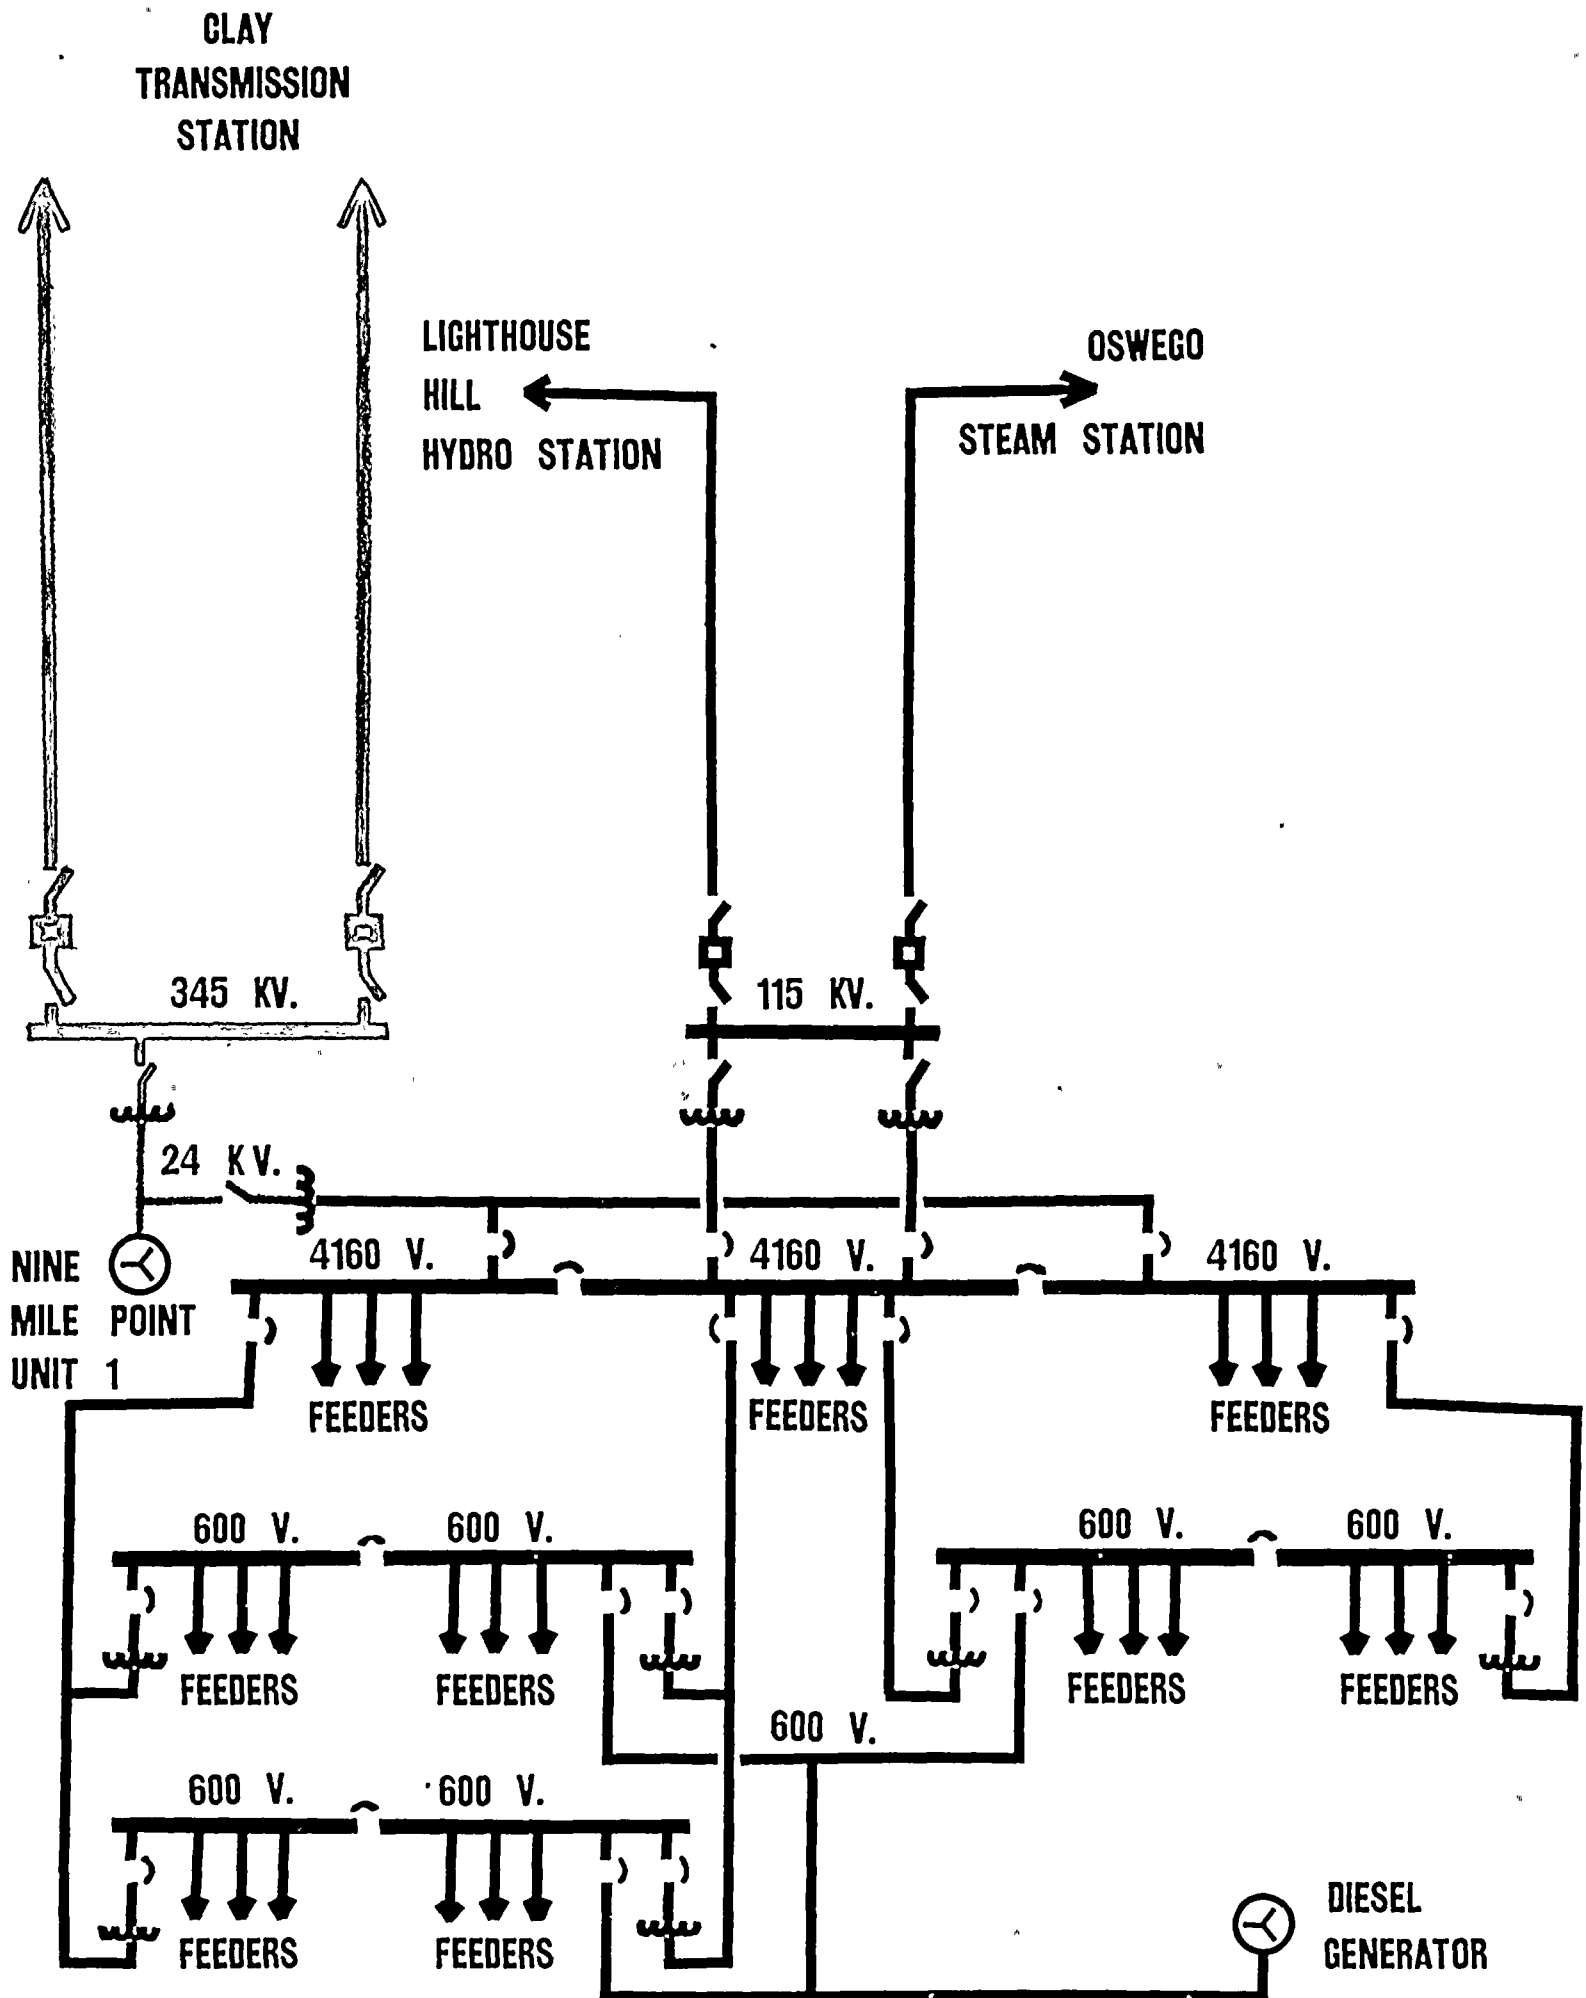 CLAY
TRANSMISSION
STATION
LIGHTHOUSE
HILL
HYDRO STATION
OSWEGO
STEAM STATION
345 KV.
115 KV.
24 KV.
NINE
MILE POINT
UNIT 1
4160 V.
4160 V.
4160 V.
FEEDERS
FEEDERS
FEEDERS
600 V.
600 V.
600 V.
600 V.
FEEDERS
FEEDERS
FEEDERS
FEEDERS
600 V.
600 V.
600 V.
FEEDERS
FEEDERS
DIESEL
GENERATOR